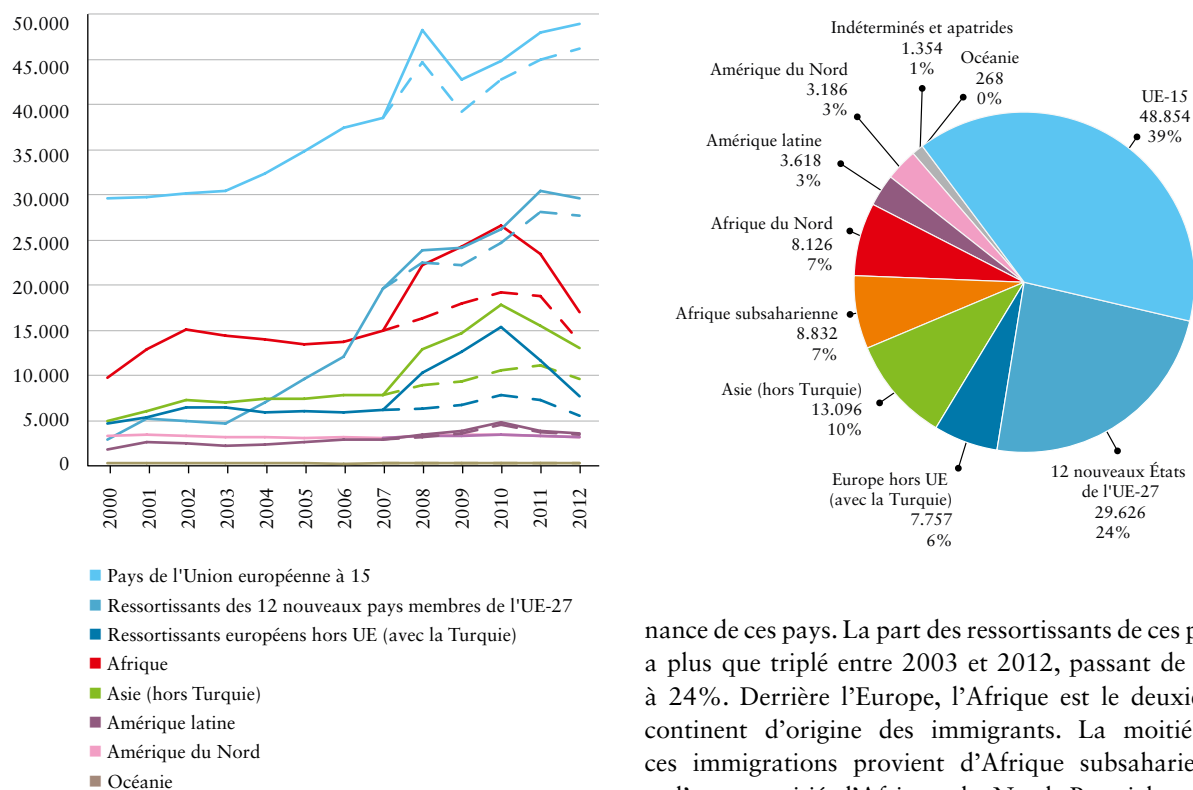 50.000
45.000
40.000
35.000
30.000
25.000
20.000
15.000
10.000
5.000
0
2000
2001
2002
2003
2004
2005
2006
2007
2008
2009
2010
2011
2012
Pays de l'Union européenne à 15
Ressortissants des 12 nouveaux pays membres de l'UE-27
Ressortissants européens hors UE (avec la Turquie)
Afrique
Asie (hors Turquie)
Amérique latine
Amérique du Nord
Océanie
Indéterminés et apatrides
1.354
1%
Océanie
268
0%
Amérique du Nord
3.186
3%
UE-15
48.854
39%
Amérique latine
3.618
3%
Afrique du Nord
8.126
7%
Afrique subsaharienne
8.832
7%
Asie (hors Turquie)
13.096
10%
Europe hors UE
(avec la Turquie)
7.757
6%
12 nouveaux États
de l'UE-27
29.626
24%
nance de ces pays. La part des ressortissants de ces p
a plus que triplé entre 2003 et 2012, passant de
à 24%. Derrière l'Europe, l'Afrique est le deuxiè
continent d'origine des immigrants. La moitié
ces immigrations provient d'Afrique subsaharie